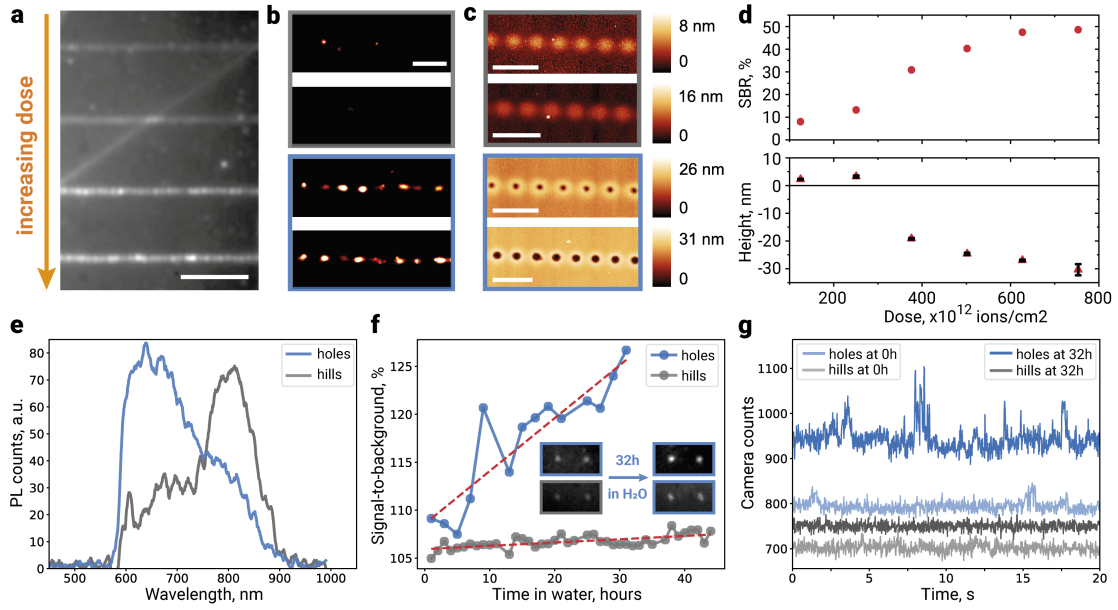 a
increasing dose
b
c
8 nm
0
16 nm
0
26 nm
0
31 nm
0
d
SBR, %
50
40
30
20
10
0
Height, nm
10
0
-10
-20
-30
200 400 600 800
Dose, x10¹² ions/cm2
e
PL counts, a.u.
80
70
60
50
40
30
20
10
0
holes
hills
500 600 700 800 900 1000
Wavelength, nm
f
Signal-to-background, %
125
120
115
110
105
holes
hills
32h
in H₂O
0 10 20 30 40
Time in water, hours
g
Camera counts
1100
1000
900
800
700
holes at 0h
hills at 0h
holes at 32h
hills at 32h
0 5 10 15 20
Time, s